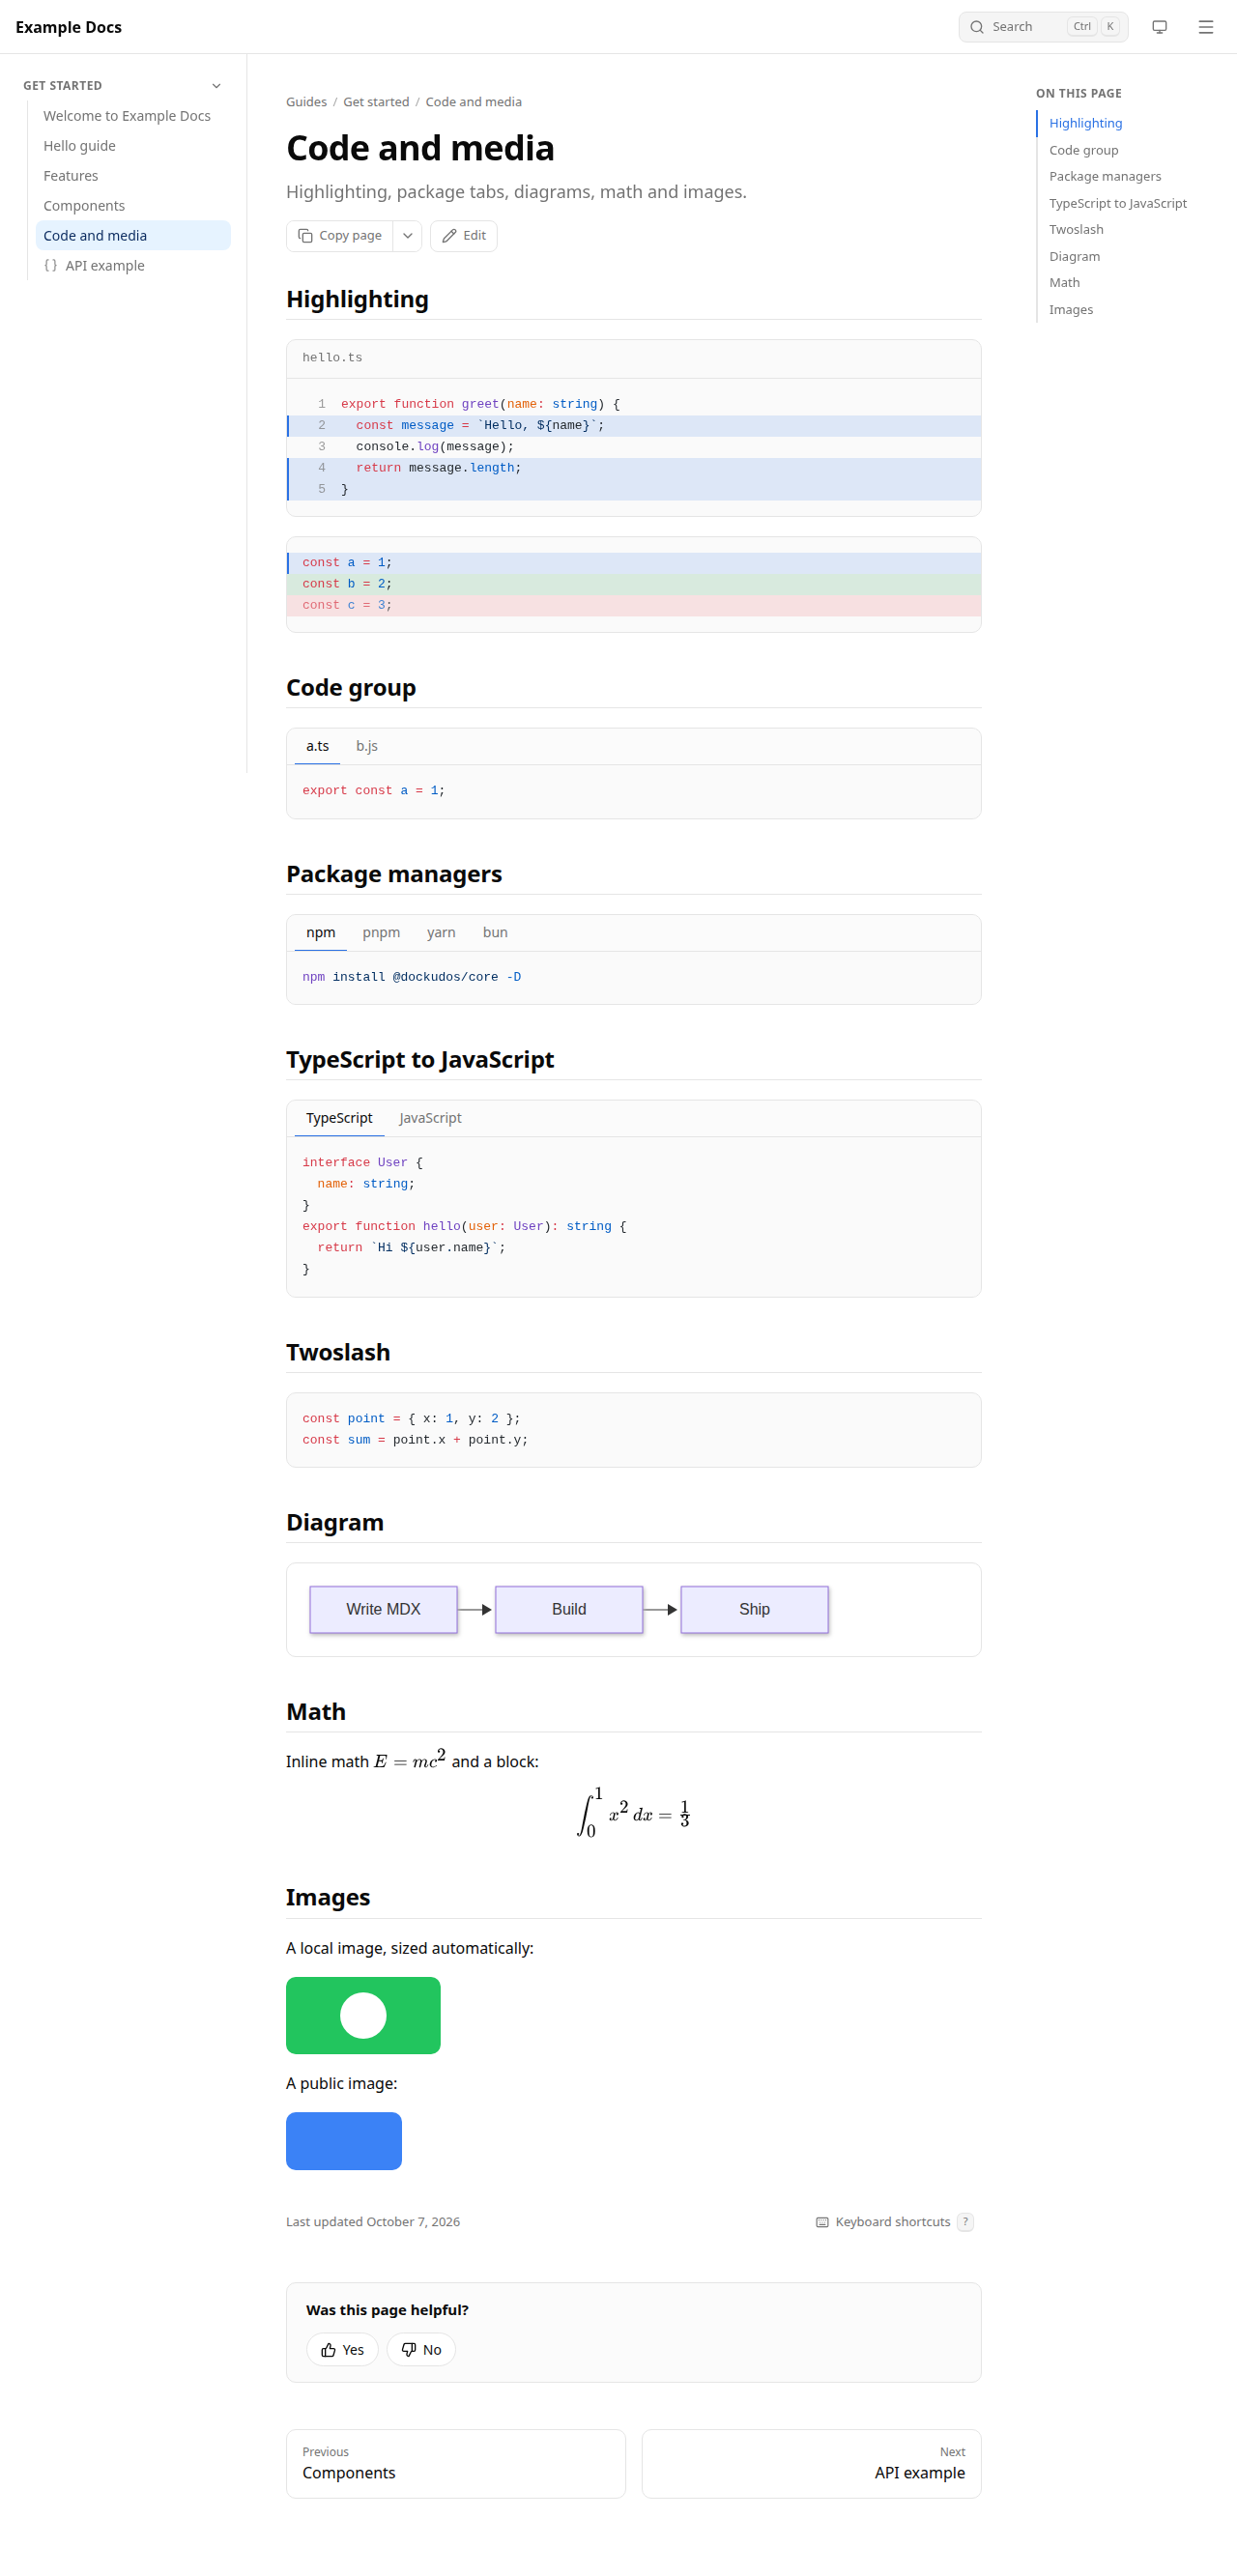 Example Docs
Search Ctrl K
GET STARTED
Welcome to Example Docs
Hello guide
Features
Components
Code and media
{ } API example
Guides / Get started / Code and media
Code and media
Highlighting, package tabs, diagrams, math and images.
Copy page
Edit
Highlighting
hello.ts
1 export function greet(name: string) {
2   const message = `Hello, ${name}`;
3   console.log(message);
4   return message.length;
5 }
const a = 1;
const b = 2;
const c = 3;
Code group
a.ts b.js
export const a = 1;
Package managers
npm pnpm yarn bun
npm install @dockudos/core -D
TypeScript to JavaScript
TypeScript JavaScript
interface User {
  name: string;
}
export function hello(user: User): string {
  return `Hi ${user.name}`;
}
Twoslash
const point = { x: 1, y: 2 };
const sum = point.x + point.y;
Diagram
Write MDX Build Ship
Math
Inline math E = mc² and a block:
∫₀¹ x² dx = 1/3
Images
A local image, sized automatically:
A public image:
Last updated October 7, 2026
Keyboard shortcuts ?
Was this page helpful?
Yes No
Previous
Components
Next
API example
ON THIS PAGE
Highlighting
Code group
Package managers
TypeScript to JavaScript
Twoslash
Diagram
Math
Images